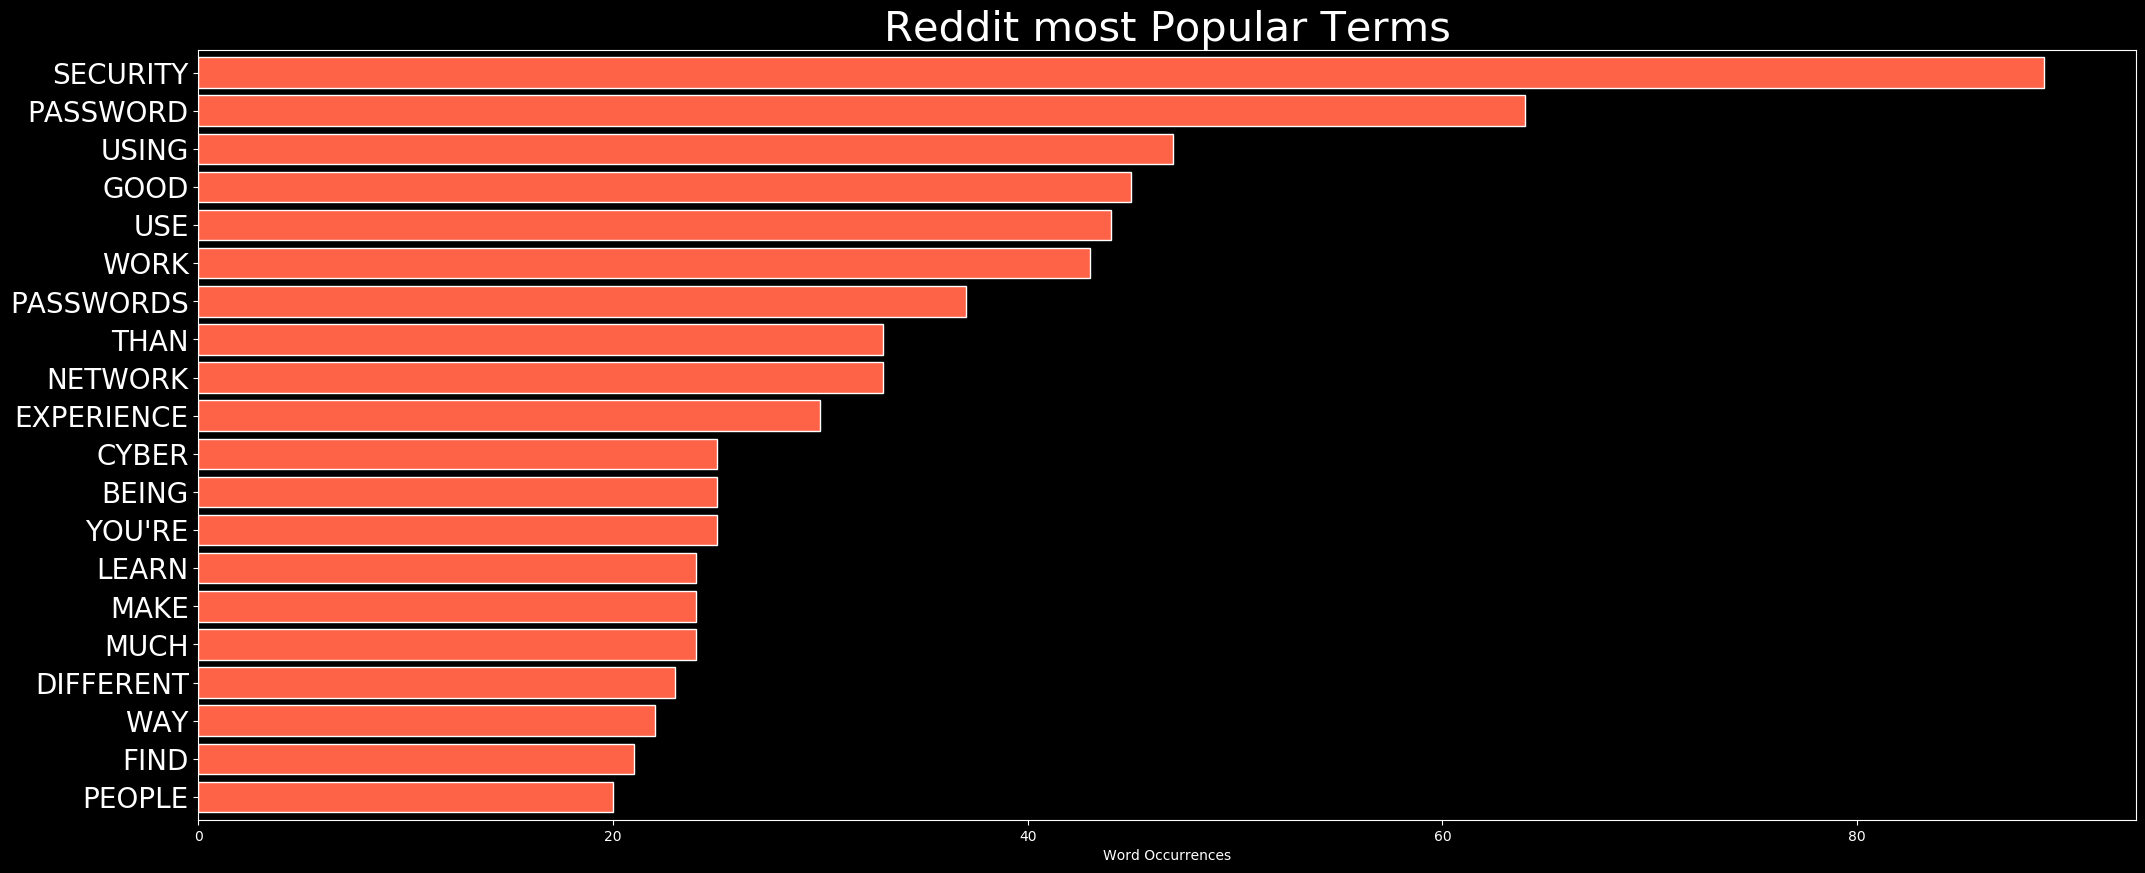 Reddit most Popular Terms
SECURITY
PASSWORD
USING
GOOD
USE
WORK
PASSWORDS
THAN
NETWORK
EXPERIENCE
CYBER
BEING
YOU'RE
LEARN
MAKE
MUCH
DIFFERENT
WAY
FIND
PEOPLE
0 20 40 60 80
Word Occurrences